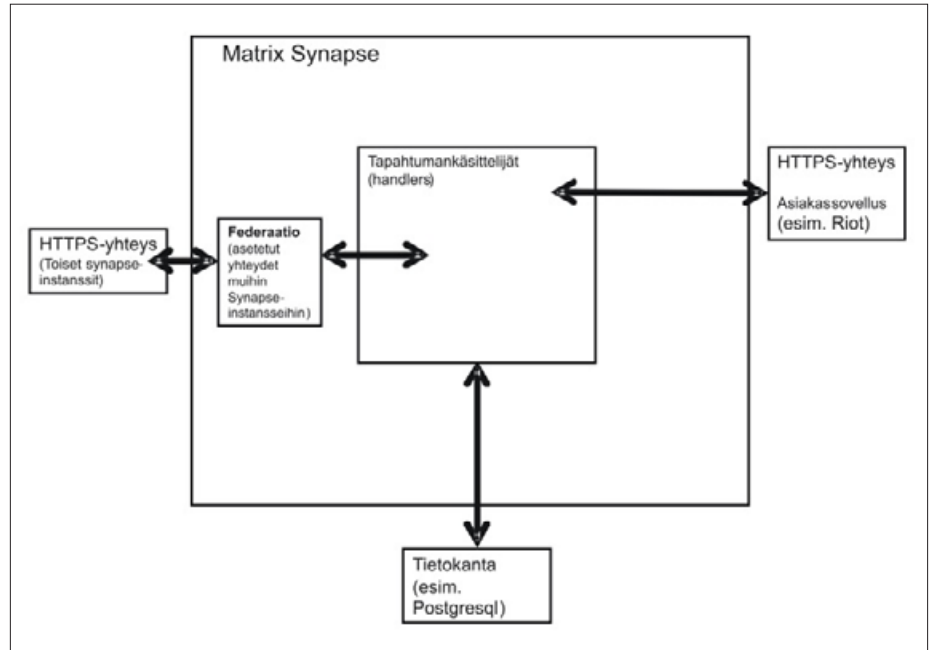 Matrix Synapse
Tapahtumankäsittelijät
(handlers)
HTTPS-yhteys
Asiakassovellus
(esim. Riot)
HTTPS-yhteys
(Toiset synapse-
instanssit)
Federaatio
(asetetut
yhteydet
muihin
Synapse-
instansseihin)
Tietokanta
(esim.
Postgresql)